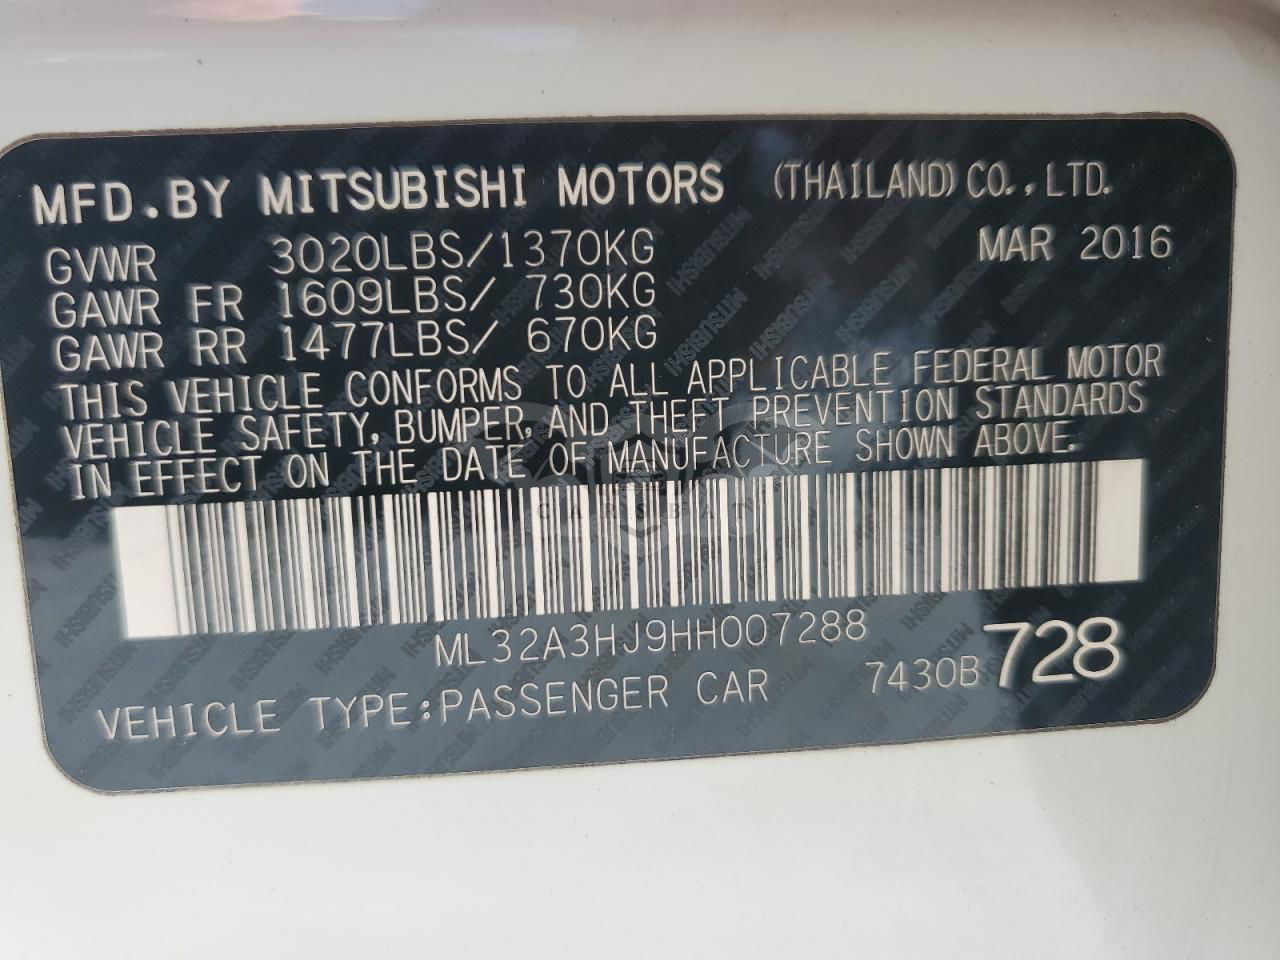 MFD.BY MITSUBISHI MOTORS (THAILAND) CO.,LTD.
GVWR 3020LBS/1370KG MAR 2016
GAWR FR 1609LBS/ 730KG
GAWR RR 1477LBS/ 670KG
THIS VEHICLE CONFORMS TO ALL APPLICABLE FEDERAL MOTOR
VEHICLE SAFETY, BUMPER, AND THEFT PREVENTION STANDARDS
IN EFFECT ON THE DATE OF MANUFACTURE SHOWN ABOVE.
ML32A3HJ9HH007288
VEHICLE TYPE:PASSENGER CAR 7430B 728